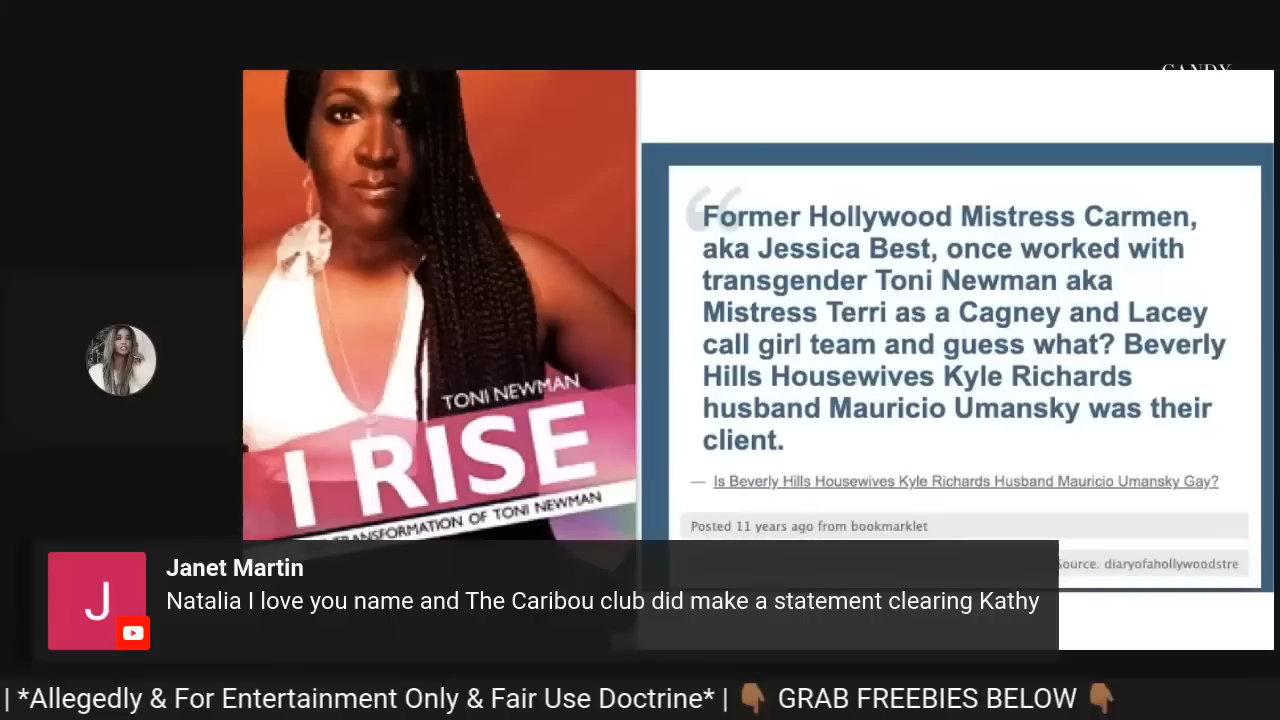 TONI NEWMAN
I RISE
TRANSFORMATION OF TONI NEWMAN
“
Former Hollywood Mistress Carmen,
aka Jessica Best, once worked with
transgender Toni Newman aka
Mistress Terri as a Cagney and Lacey
call girl team and guess what? Beverly
Hills Housewives Kyle Richards
husband Mauricio Umansky was their
client.
— Is Beverly Hills Housewives Kyle Richards Husband Mauricio Umansky Gay?
Posted 11 years ago from bookmarklet
Source: diaryofahollywoodstre
J
Janet Martin
Natalia I love you name and The Caribou club did make a statement clearing Kathy
| *Allegedly & For Entertainment Only & Fair Use Doctrine* | 👇🏾 GRAB FREEBIES BELOW 👇🏾